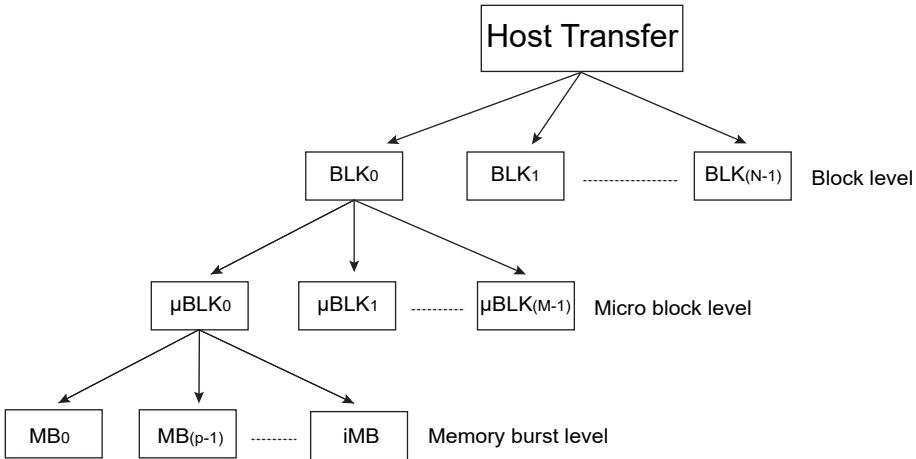 Host Transfer
BLK0
BLK1
BLK(N-1)
Block level
µBLK0
µBLK1
µBLK(M-1)
Micro block level
MB0
MB(p-1)
iMB
Memory burst level